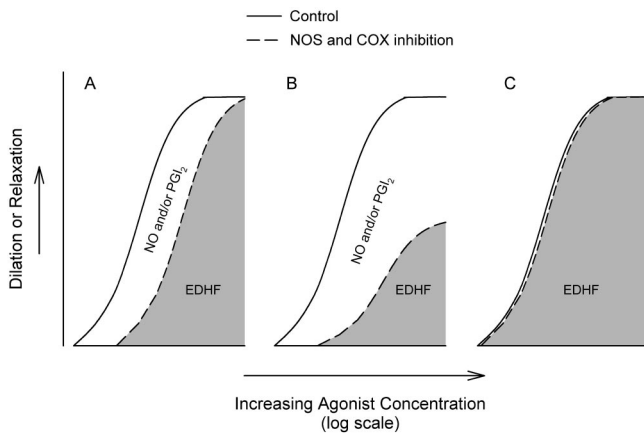 Control
NOS and COX inhibition
A
B
C
Dilation or Relaxation
NO and/or PGI₂
EDHF
NO and/or PGI₂
EDHF
EDHF
Increasing Agonist Concentration
(log scale)